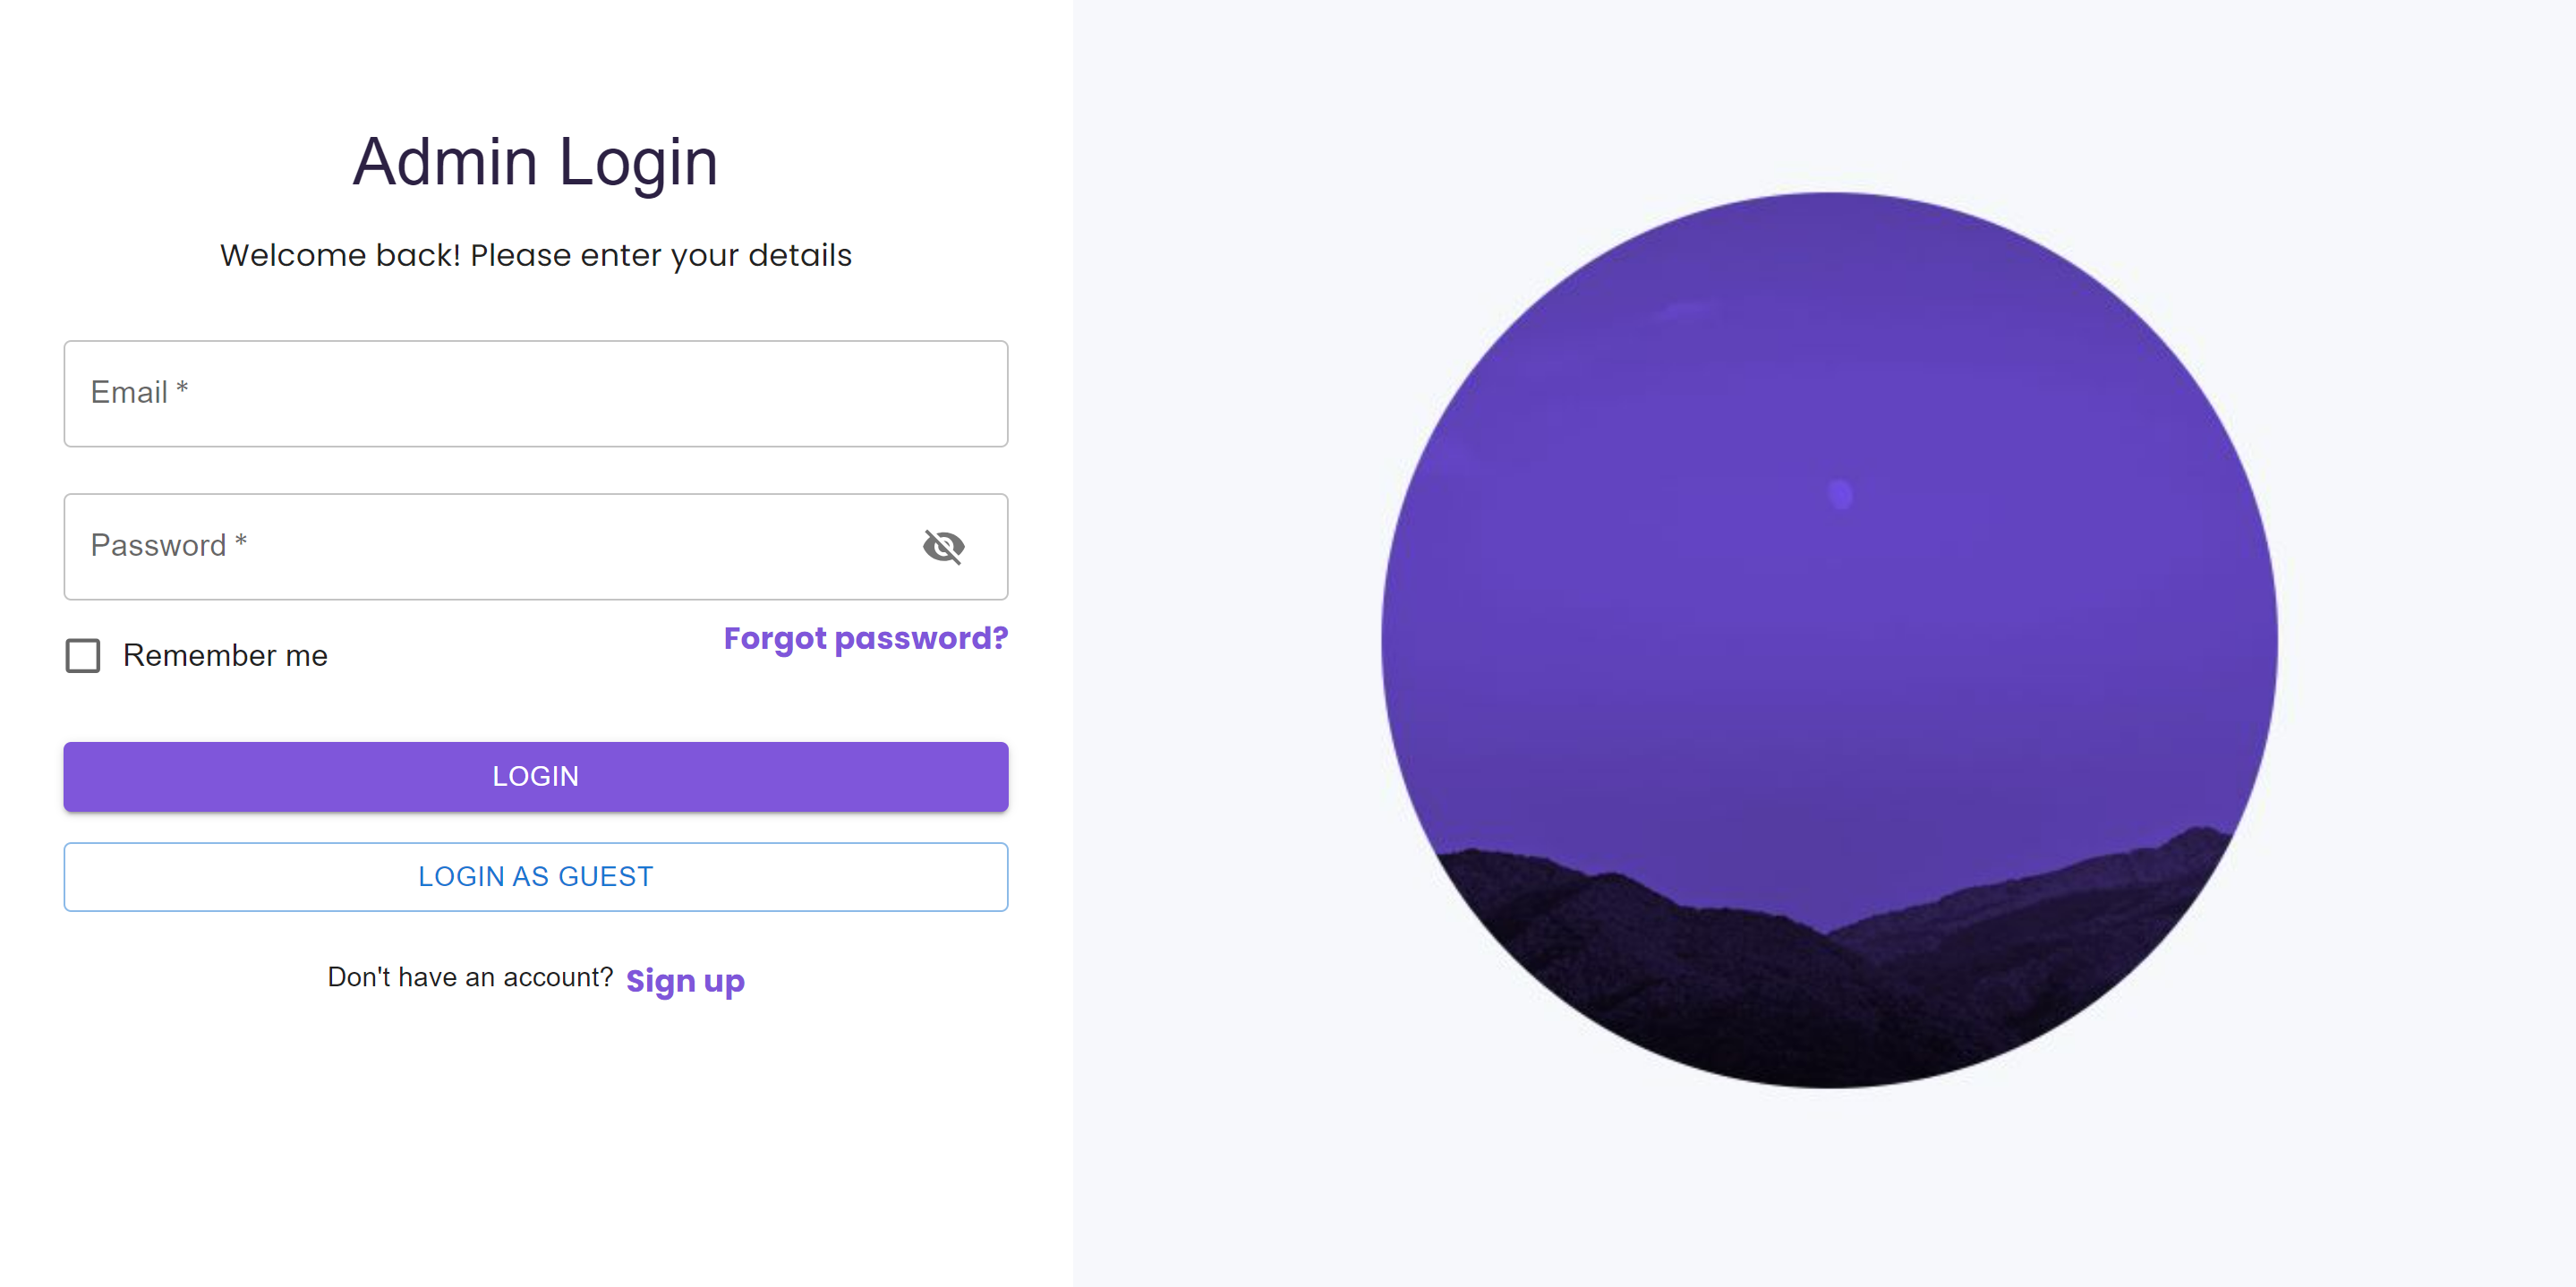 Admin Login
Welcome back! Please enter your details
Email *
Password *
Remember me
Forgot password?
LOGIN
LOGIN AS GUEST
Don't have an account? Sign up